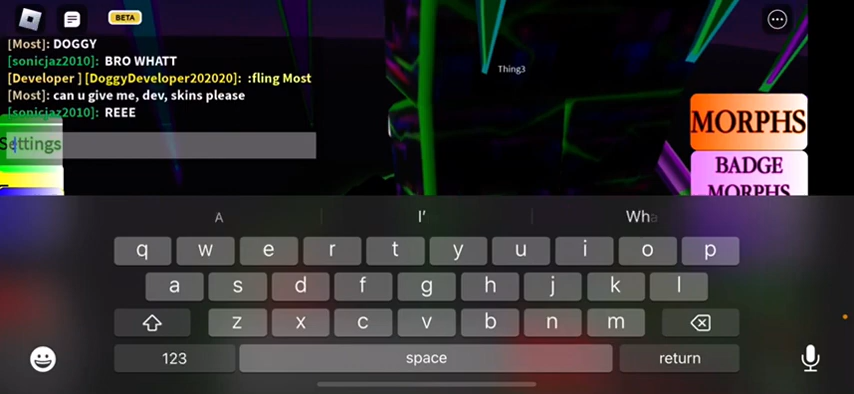 BETA
[Most]: DOGGY
[sonicjaz2010]: BRO WHATT
[Developer ] [DoggyDeveloper202020]: :fling Most
[Most]: can u give me, dev, skins please
[sonicjaz2010]: REEE
Settings
Thing3
MORPHS
BADGE
MORPHS
A I' Wha
q w e r t y u i o p
a s d f g h j k l
z x c v b n m
123 space return